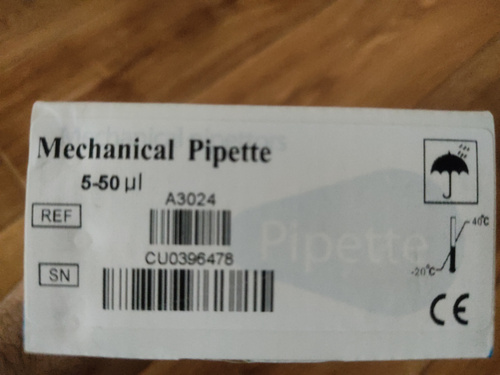 Mechanical Pipette
5-50 µl
REF
A3024
SN
CU0396478
Pipette
40℃
-20℃
CE